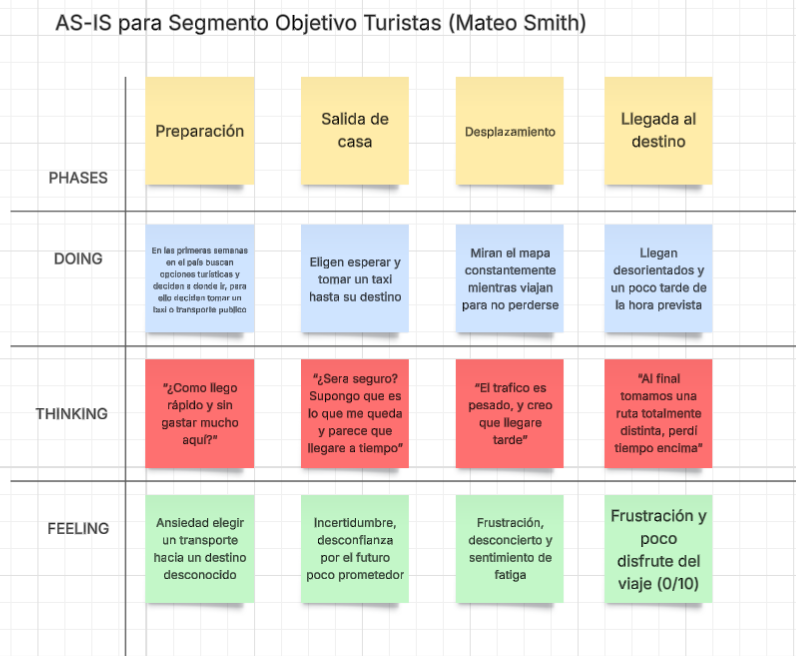 AS-IS para Segmento Objetivo Turistas (Mateo Smith)
PHASES
Preparación
Salida de
casa
Desplazamiento
Llegada al
destino
DOING
En las primeras semanas
en el país buscan
opciones turísticas y
deciden a donde ir, para
ello deciden tomar un
taxi o transporte publico
Eligen esperar y
tomar un taxi
hasta su destino
Miran el mapa
constantemente
mientras viajan
para no perderse
Llegan
desorientados y
un poco tarde de
la hora prevista
THINKING
“¿Como llego
rápido y sin
gastar mucho
aquí?”
“¿Sera seguro?
Supongo que es
lo que me queda
y parece que
llegare a tiempo”
“El trafico es
pesado, y creo
que llegare
tarde”
“Al final
tomamos una
ruta totalmente
distinta, perdí
tiempo encima”
FEELING
Ansiedad elegir
un transporte
hacia un destino
desconocido
Incertidumbre,
desconfianza
por el futuro
poco prometedor
Frustración,
desconcierto y
sentimiento de
fatiga
Frustración y
poco
disfrute del
viaje (0/10)